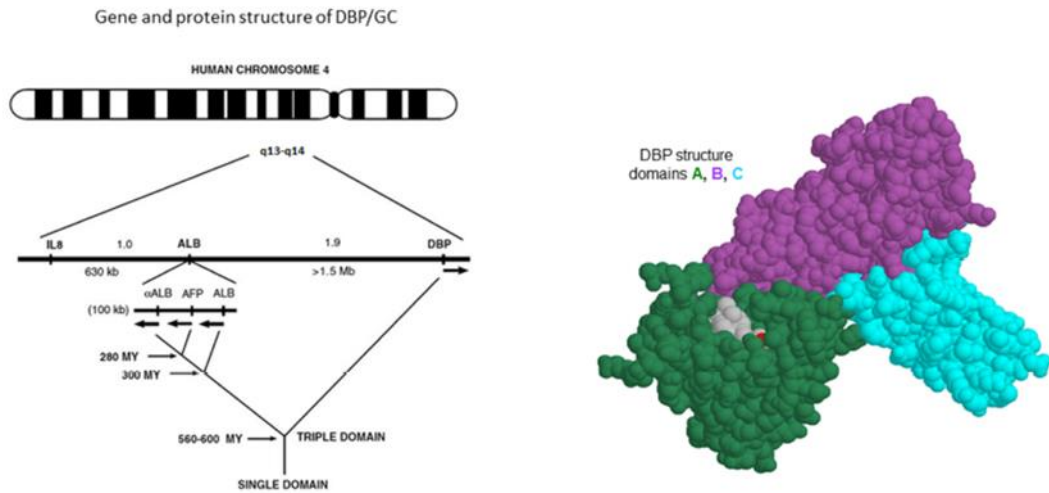 Gene and protein structure of DBP/GC
HUMAN CHROMOSOME 4
q13-q14
IL8 1.0 ALB 1.9 DBP
630 kb >1.5 Mb
αALB AFP ALB
(100 kb)
280 MY
300 MY
560-600 MY TRIPLE DOMAIN
SINGLE DOMAIN
DBP structure
domains A, B, C